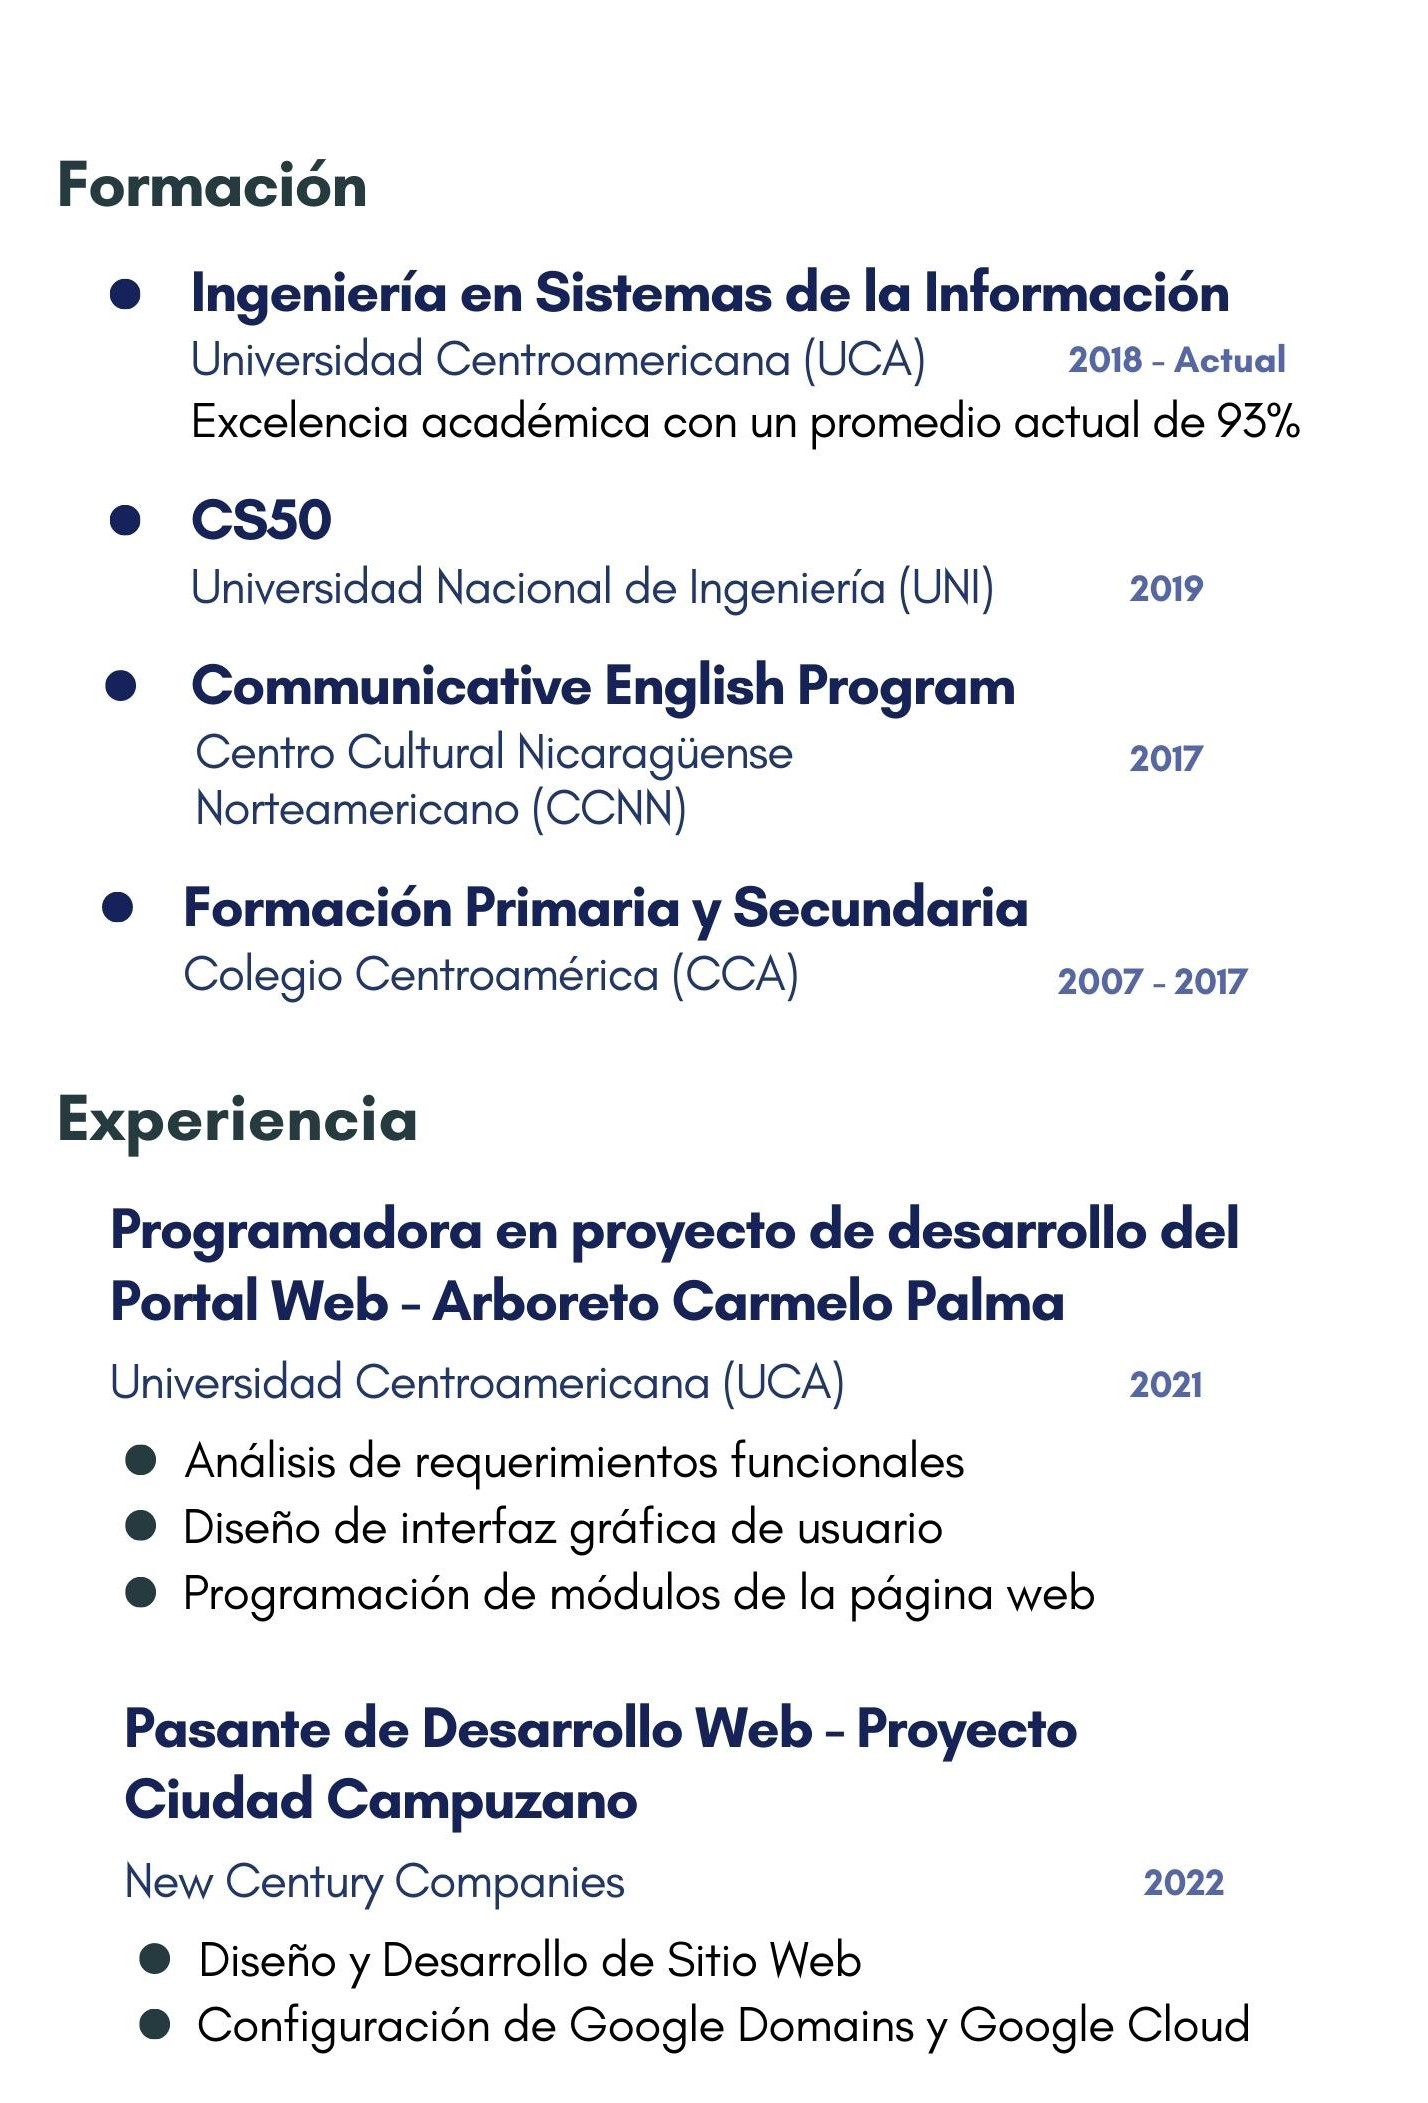 Formación
Ingeniería en Sistemas de la Información
Universidad Centroamericana (UCA) 2018 - Actual
Excelencia académica con un promedio actual de 93%
CS50
Universidad Nacional de Ingeniería (UNI) 2019
Communicative English Program
Centro Cultural Nicaragüense 2017
Norteamericano (CCNN)
Formación Primaria y Secundaria
Colegio Centroamérica (CCA) 2007 - 2017
Experiencia
Programadora en proyecto de desarrollo del
Portal Web - Arboreto Carmelo Palma
Universidad Centroamericana (UCA) 2021
Análisis de requerimientos funcionales
Diseño de interfaz gráfica de usuario
Programación de módulos de la página web
Pasante de Desarrollo Web - Proyecto
Ciudad Campuzano
New Century Companies 2022
Diseño y Desarrollo de Sitio Web
Configuración de Google Domains y Google Cloud